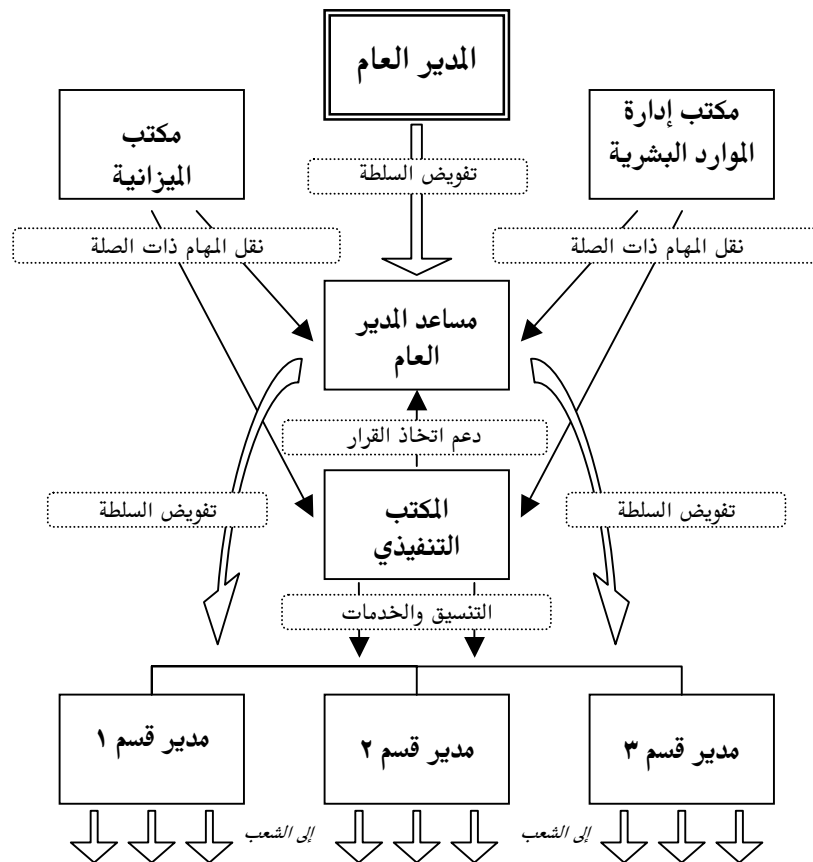 المدير العام
مكتب إدارة
الموارد البشرية
مكتب
الميزانية
تفويض السلطة
نقل المهام ذات الصلة
نقل المهام ذات الصلة
مساعد المدير
العام
دعم اتخاذ القرار
المكتب
التنفيذي
تفويض السلطة
تفويض السلطة
التنسيق والخدمات
مدير قسم ٣
مدير قسم ٢
مدير قسم ١
إلى الشعب
إلى الشعب